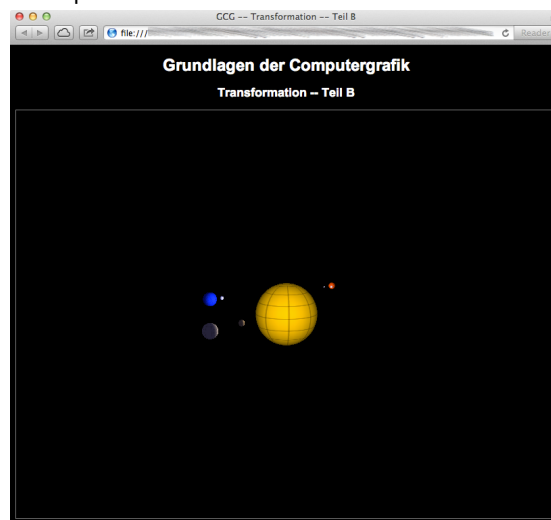 GCG -- Transformation -- Teil B
file:///
Reader
Grundlagen der Computergrafik
Transformation -- Teil B